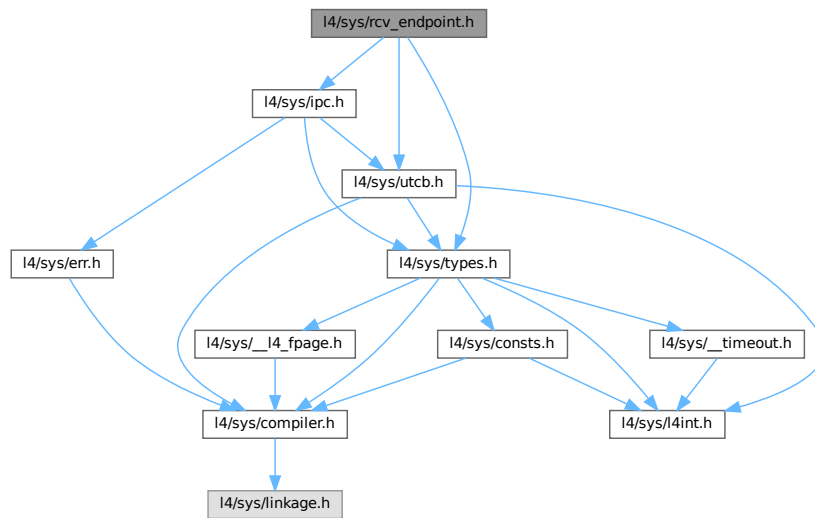 l4/sys/rcv_endpoint.h
l4/sys/ipc.h
l4/sys/utcb.h
l4/sys/err.h
l4/sys/types.h
l4/sys/__l4_fpage.h
l4/sys/consts.h
l4/sys/__timeout.h
l4/sys/compiler.h
l4/sys/l4int.h
l4/sys/linkage.h